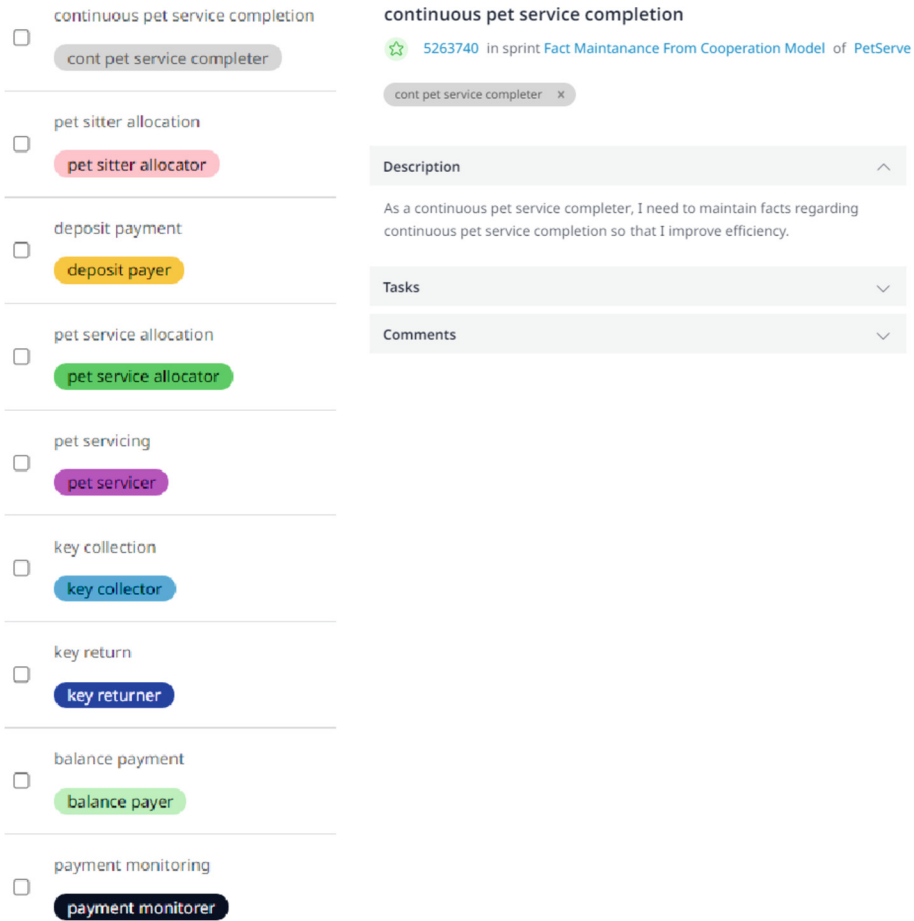 continuous pet service completion
cont pet service completer
pet sitter allocation
pet sitter allocator
deposit payment
deposit payer
pet service allocation
pet service allocator
pet servicing
pet servicer
key collection
key collector
key return
key returner
balance payment
balance payer
payment monitoring
payment monitorer
continuous pet service completion
5263740 in sprint Fact Maintanance From Cooperation Model of PetServe
cont pet service completer x
Description
As a continuous pet service completer, I need to maintain facts regarding
continuous pet service completion so that I improve efficiency.
Tasks
Comments